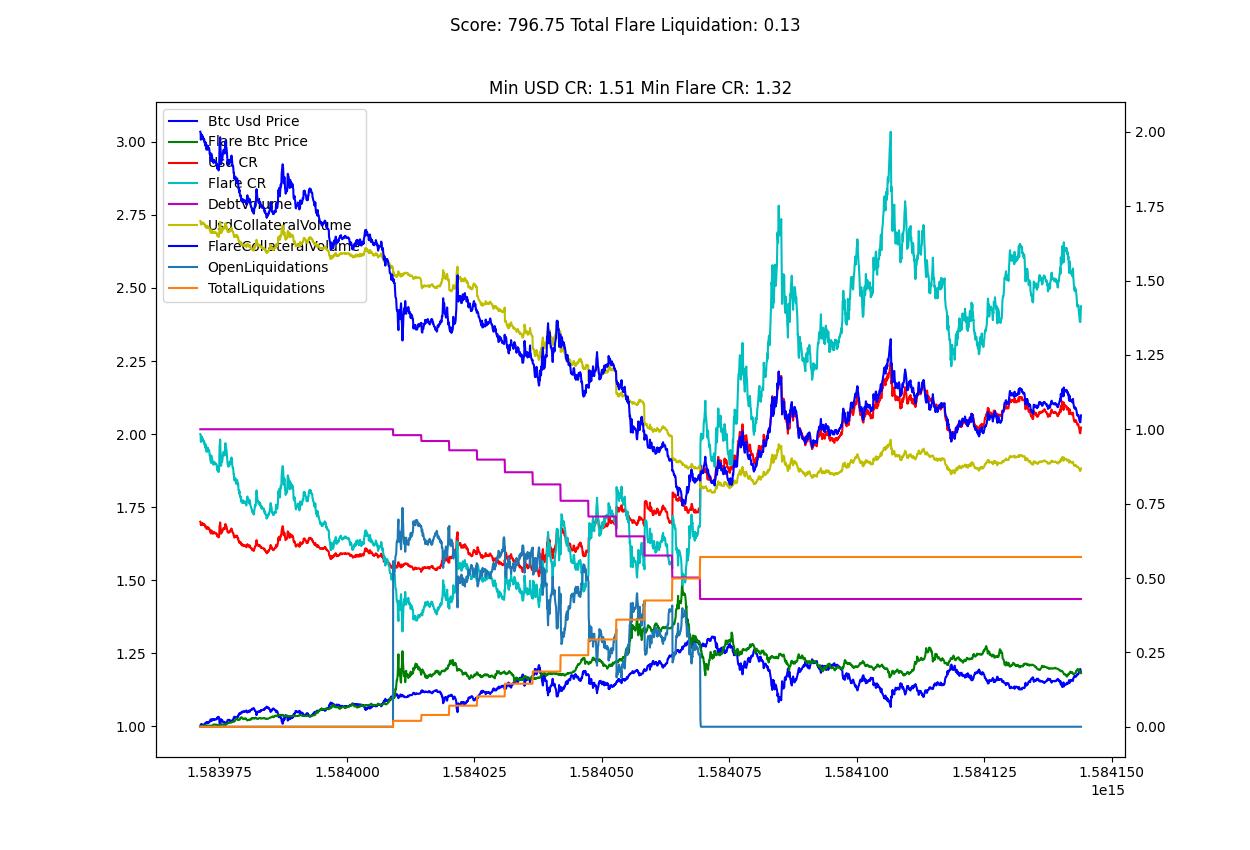 Score: 796.75 Total Flare Liquidation: 0.13
Min USD CR: 1.51 Min Flare CR: 1.32
Btc Usd Price
Flare Btc Price
Usd CR
Flare CR
DebtVolume
UsdCollateralVolume
FlareCollateralVolume
OpenLiquidations
TotalLiquidations
3.00
2.75
2.50
2.25
2.00
1.75
1.50
1.25
1.00
2.00
1.75
1.50
1.25
1.00
0.75
0.50
0.25
0.00
1.583975 1.584000 1.584025 1.584050 1.584075 1.584100 1.584125 1.584150
1e15